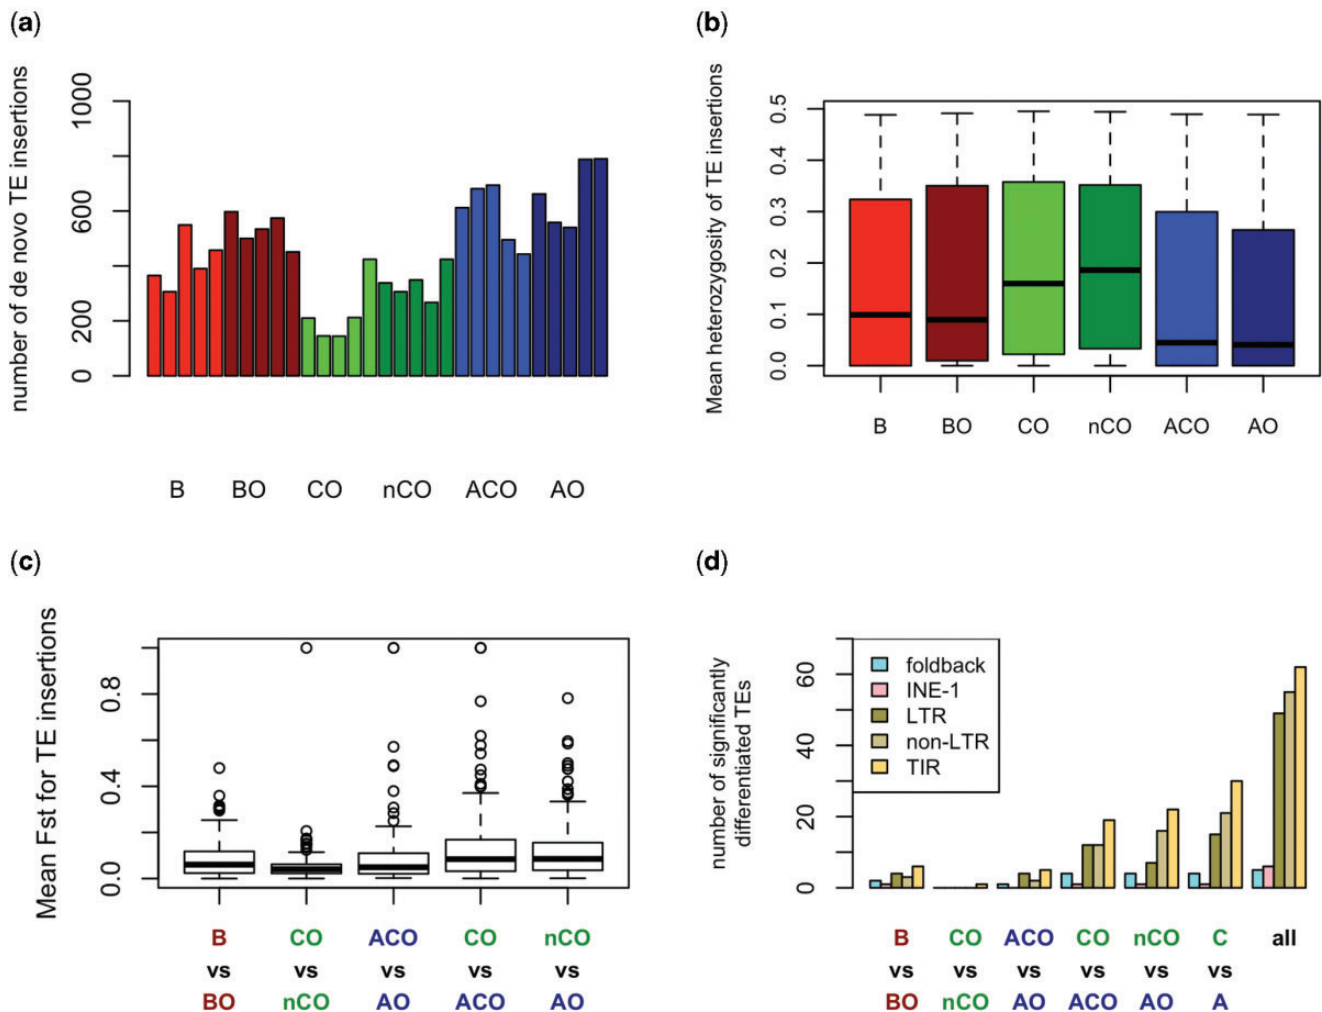 (a)
number of de novo TE insertions
1000
600
200
0
B BO CO nCO ACO AO
(b)
Mean heterozygosity of TE insertions
0.5
0.4
0.3
0.2
0.1
0.0
B BO CO nCO ACO AO
(c)
Mean Fst for TE insertions
0.8
0.4
0.0
B CO ACO CO nCO
vs vs vs vs vs
BO nCO AO ACO AO
(d)
number of significantly
differentiated TEs
60
40
20
0
foldback
INE-1
LTR
non-LTR
TIR
B CO ACO CO nCO C all
vs vs vs vs vs vs
BO nCO AO ACO AO A